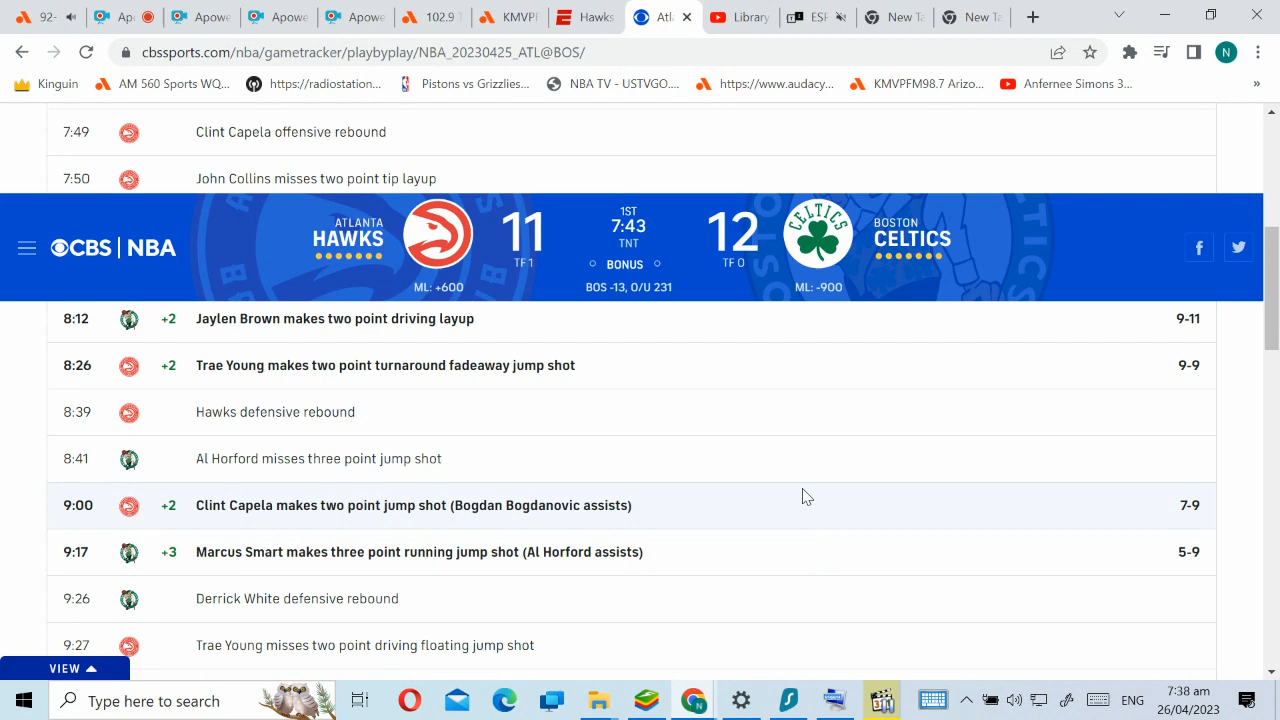 92-
Ap
Apowe
Apowe
Apowe
102.9 T
KMVPI
Hawks
Atl
Library
ESF
New Ta
New Ta
cbssports.com/nba/gametracker/playbyplay/NBA_20230425_ATL@BOS/
N
Kinguin
AM 560 Sports WQ...
https://radiostation...
Pistons vs Grizzlies...
NBA TV - USTVGO....
https://www.audacy...
KMVPFM98.7 Arizo...
Anfernee Simons 3...
»
7:49 Clint Capela offensive rebound
7:50 John Collins misses two point tip layup
CBS | NBA
ATLANTA
HAWKS
ML: +600
11
TF 1
1ST
7:43
TNT
BONUS
BOS -13, O/U 231
12
TF 0
CELTICS
ML: -900
BOSTON
CELTICS
8:12 +2 Jaylen Brown makes two point driving layup 9-11
8:26 +2 Trae Young makes two point turnaround fadeaway jump shot 9-9
8:39 Hawks defensive rebound
8:41 Al Horford misses three point jump shot
9:00 +2 Clint Capela makes two point jump shot (Bogdan Bogdanovic assists) 7-9
9:17 +3 Marcus Smart makes three point running jump shot (Al Horford assists) 5-9
9:26 Derrick White defensive rebound
9:27 Trae Young misses two point driving floating jump shot
VIEW
Type here to search
ENG
7:38 am
26/04/2023